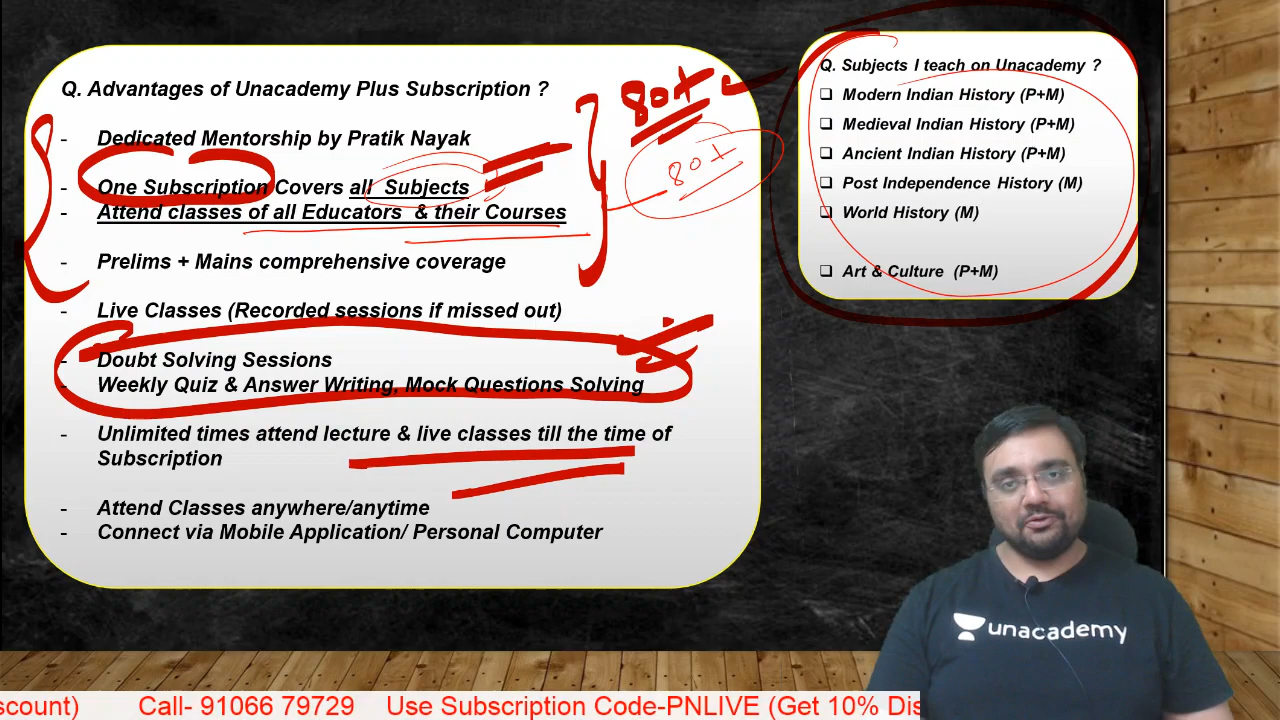 Q. Advantages of Unacademy Plus Subscription ?
- Dedicated Mentorship by Pratik Nayak
- One Subscription Covers all Subjects
- Attend classes of all Educators & their Courses
- Prelims + Mains comprehensive coverage
- Live Classes (Recorded sessions if missed out)
- Doubt Solving Sessions
- Weekly Quiz & Answer Writing, Mock Questions Solving
- Unlimited times attend lecture & live classes till the time of
Subscription
- Attend Classes anywhere/anytime
- Connect via Mobile Application/ Personal Computer
80+
80+
Q. Subjects I teach on Unacademy ?
❑ Modern Indian History (P+M)
❑ Medieval Indian History (P+M)
❑ Ancient Indian History (P+M)
❑ Post Independence History (M)
❑ World History (M)
❑ Art & Culture (P+M)
unacademy
scount) Call- 91066 79729 Use Subscription Code-PNLIVE (Get 10% Dis